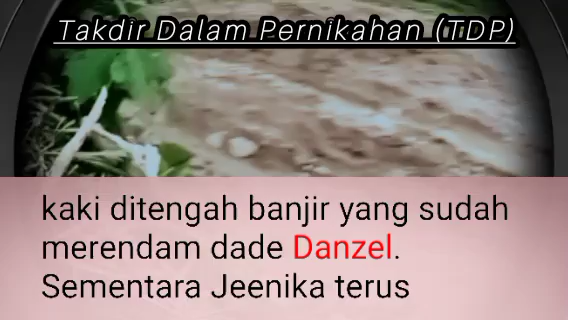 Takdir Dalam Pernikahan (TDP)
kaki ditengah banjir yang sudah
merendam dade Danzel.
Sementara Jeenika terus